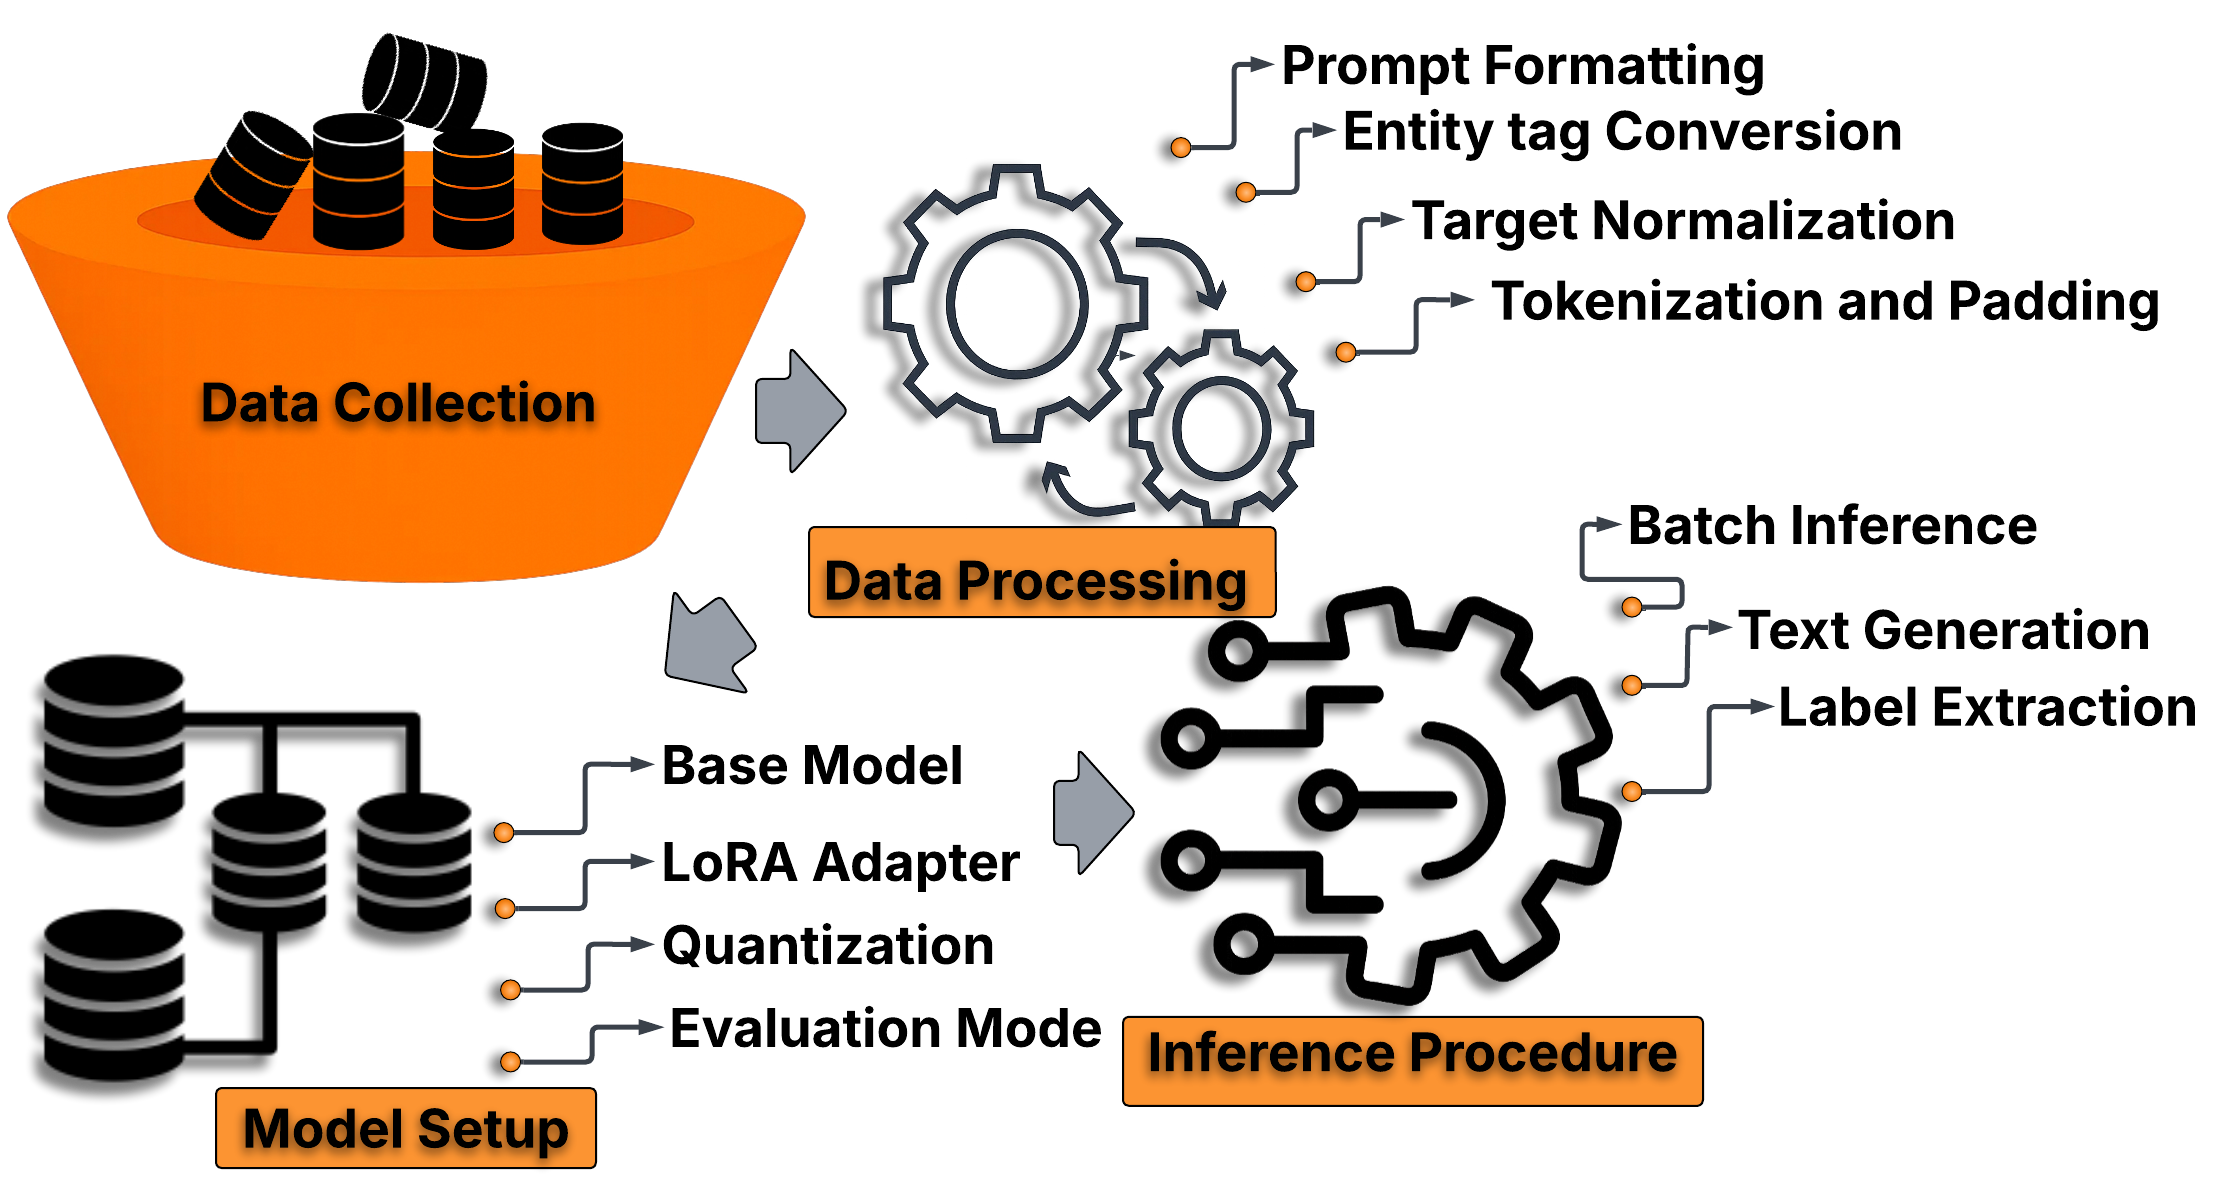 Data Collection
Prompt Formatting
Entity tag Conversion
Target Normalization
Tokenization and Padding
Data Processing
Base Model
LoRA Adapter
Quantization
Evaluation Mode
Model Setup
Batch Inference
Text Generation
Label Extraction
Inference Procedure